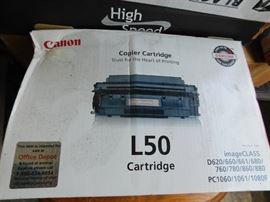 High
Speed
BLACK
Canon
Copier Cartridge
Trust for the Heart of Printing
L50
Cartridge
Office Depot
imageCLASS
D620/660/661/680/
760/780/860/880
PC1060/1061/1080F